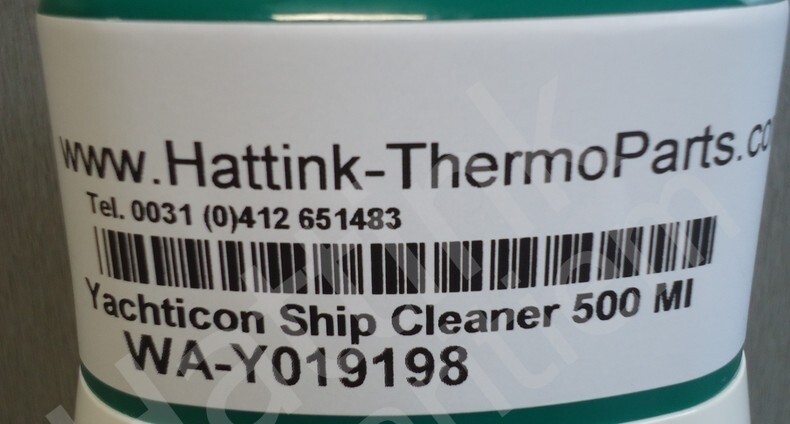 www.Hattink-ThermoParts.co
Tel. 0031 (0)412 651483
Yachticon Ship Cleaner 500 Ml
WA-Y019198